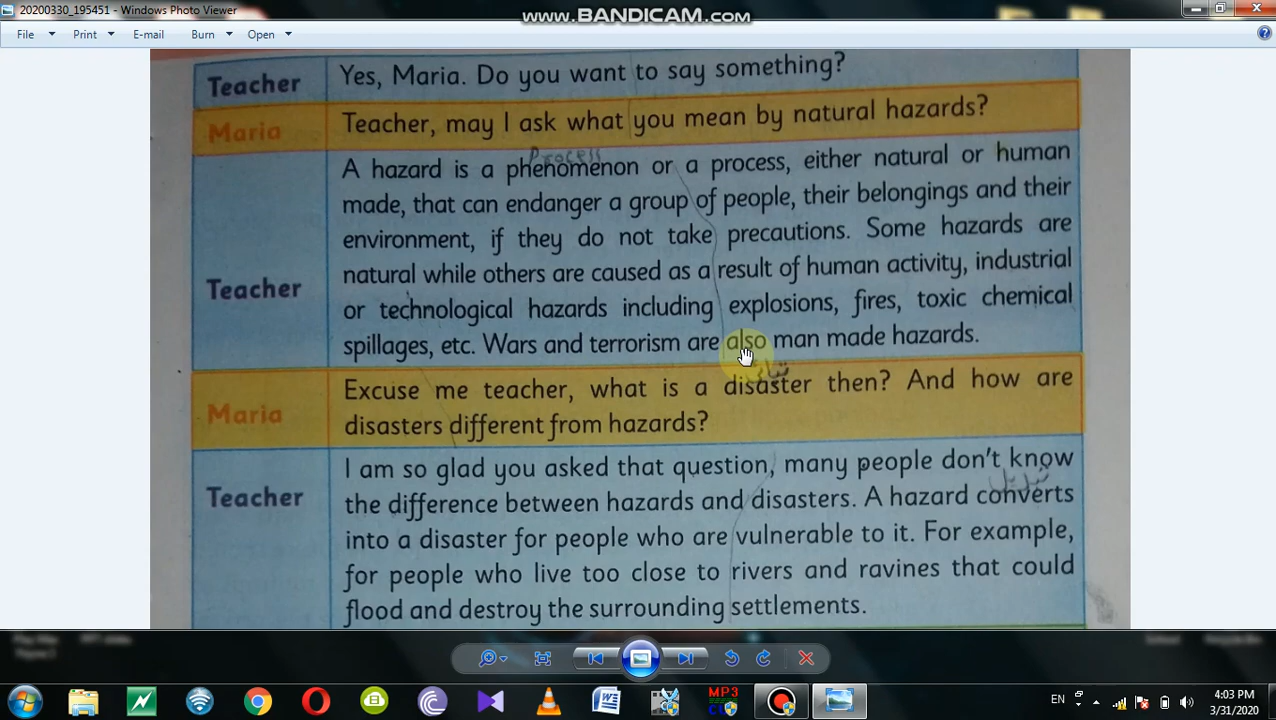 20200330_195451 - Windows Photo Viewer
www.BANDICAM.com
File Print E-mail Burn Open
Teacher Yes, Maria. Do you want to say something?
Maria Teacher, may I ask what you mean by natural hazards?
Process
A hazard is a phenomenon or a process, either natural or human
made, that can endanger a group of people, their belongings and their
environment, if they do not take precautions. Some hazards are
natural while others are caused as a result of human activity, industrial
Teacher
or technological hazards including explosions, fires, toxic chemical
spillages, etc. Wars and terrorism are also man made hazards.
Excuse me teacher, what is a disaster then? And how are
Maria
disasters different from hazards?
I am so glad you asked that question, many people don't know
Teacher
the difference between hazards and disasters. A hazard converts
into a disaster for people who are vulnerable to it. For example,
for people who live too close to rivers and ravines that could
flood and destroy the surrounding settlements.
MP3
EN
4:03 PM
3/31/2020